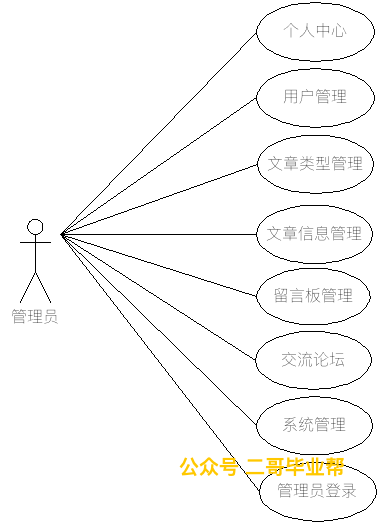 个人中心
用户管理
文章类型管理
文章信息管理
留言板管理
管理员
交流论坛
系统管理
公众号 二哥毕业帮
管理员登录